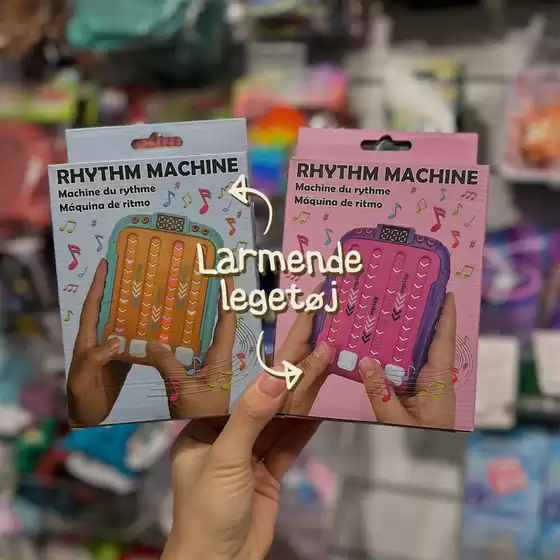 RHYTHM MACHINE
Machine du rythme
Máquina de ritmo
RHYTHM MACHINE
Machine du rythme
Máquina de ritmo
Larmende
legetøj